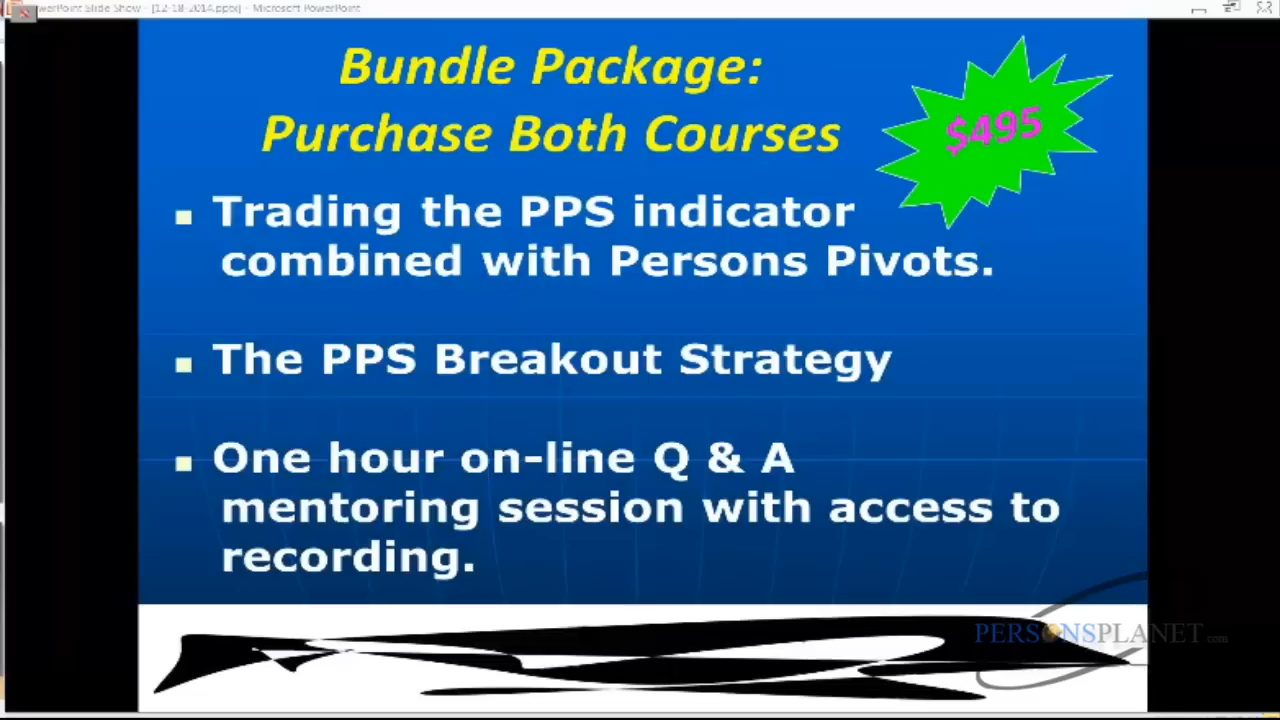 PowerPoint Slide Show - [12-18-2014.pptx] - Microsoft PowerPoint
Bundle Package:
Purchase Both Courses
$495
Trading the PPS indicator
combined with Persons Pivots.
The PPS Breakout Strategy
One hour on-line Q & A
mentoring session with access to
recording.
PERSONSPLANET.com